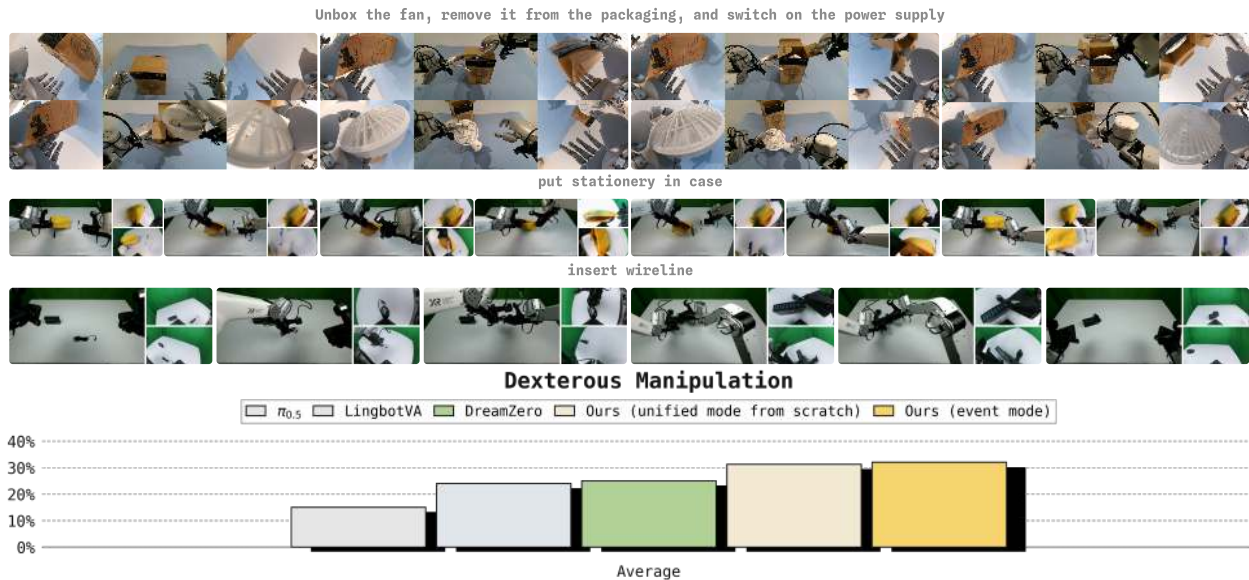 Unbox the fan, remove it from the packaging, and switch on the power supply
put stationery in case
insert wireline
Dexterous Manipulation
π0.5 LingbotVA DreamZero Ours (unified mode from scratch) Ours (event mode)
40%
30%
20%
10%
0%
Average